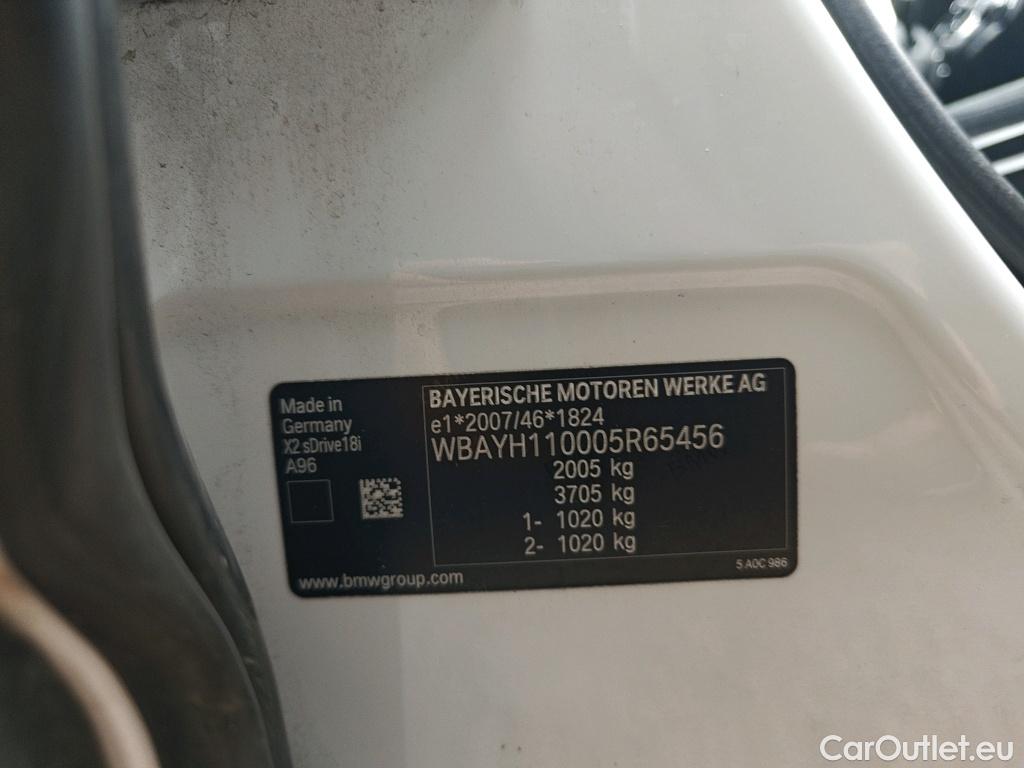 Made in
Germany
X2 sDrive18i
A96
BAYERISCHE MOTOREN WERKE AG
e1*2007/46*1824
WBAYH110005R65456
2005 kg
3705 kg
1- 1020 kg
2- 1020 kg
5 A0C 986
www.bmwgroup.com
CarOutlet.eu